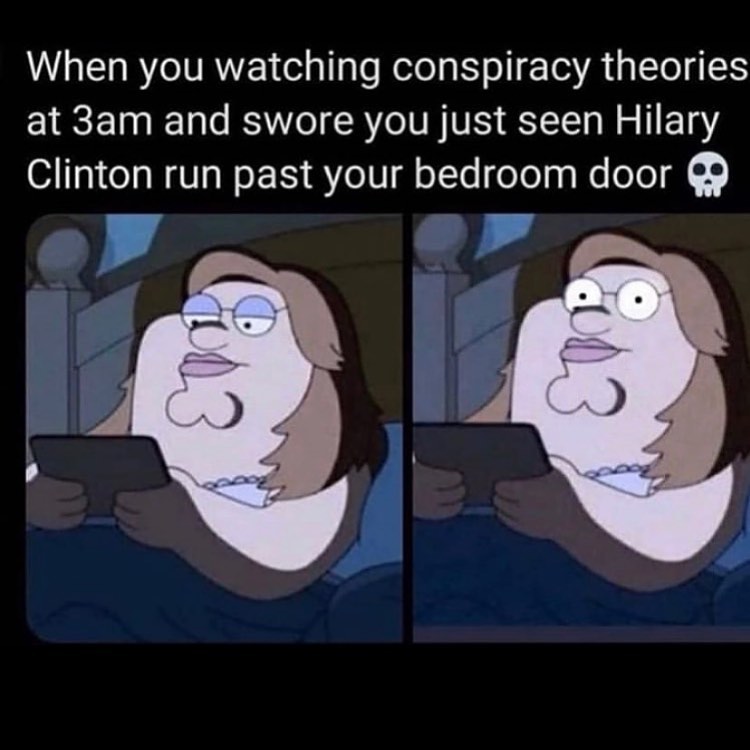 When you watching conspiracy theories
at 3am and swore you just seen Hilary
Clinton run past your bedroom door 💀